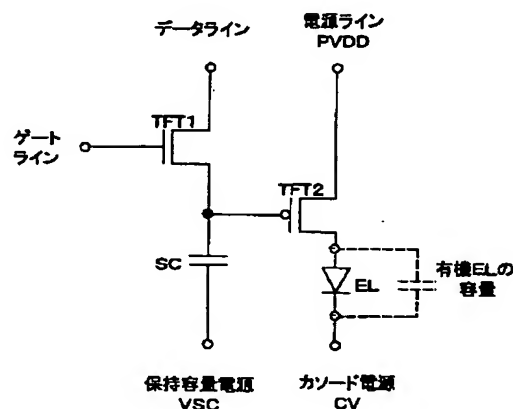 データライン
電源ライン
PVDD
TFT1
ゲート
ライン
TFT2
SC
EL
有機ELの
容量
保持容量電源
VSC
カソード電源
CV